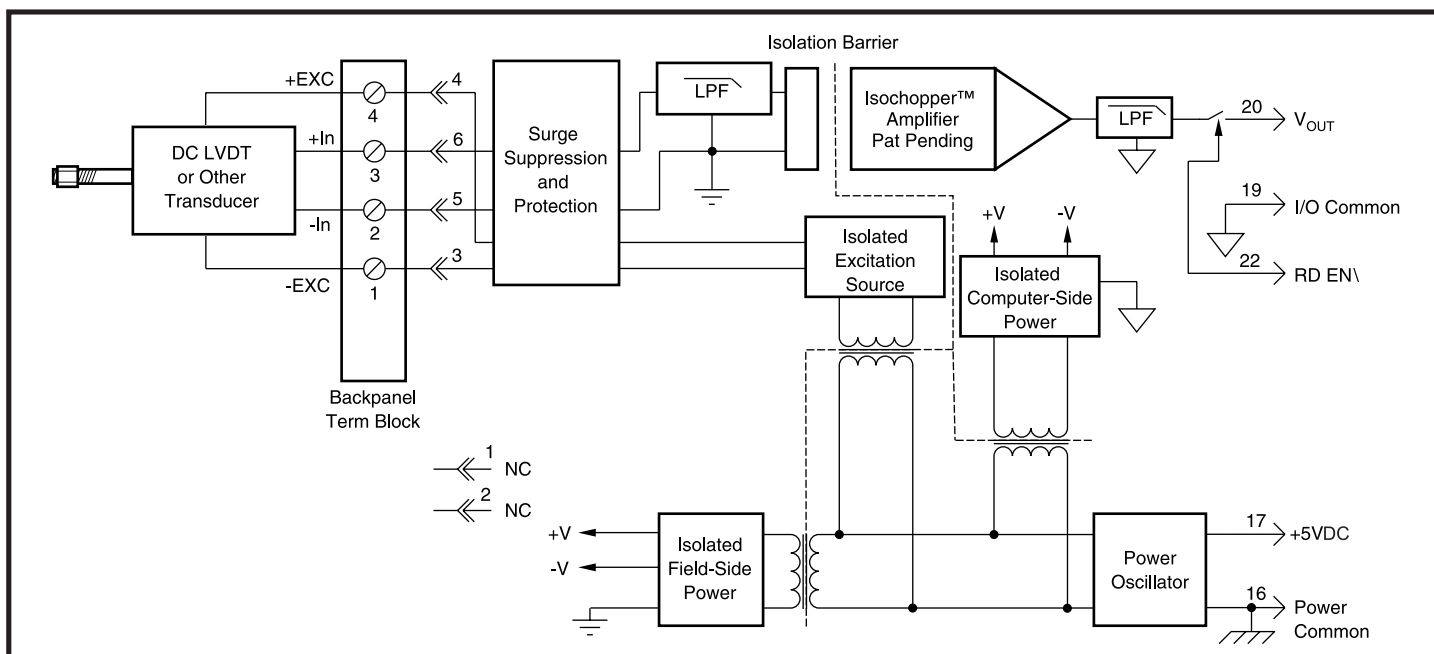 Isolation Barrier
+EXC
4
4
LPF
Isochopper™
Amplifier
Pat Pending
LPF
20
V_OUT
DC LVDT
or Other
Transducer
+In
3
6
Surge
Suppression
and
Protection
-In
2
5
19
I/O Common
-EXC
1
3
Isolated
Excitation
Source
+V
-V
Isolated
Computer-Side
Power
22
RD EN\
Backpanel
Term Block
1
NC
2
NC
+V
-V
Isolated
Field-Side
Power
Power
Oscillator
17
+5VDC
16
Power
Common